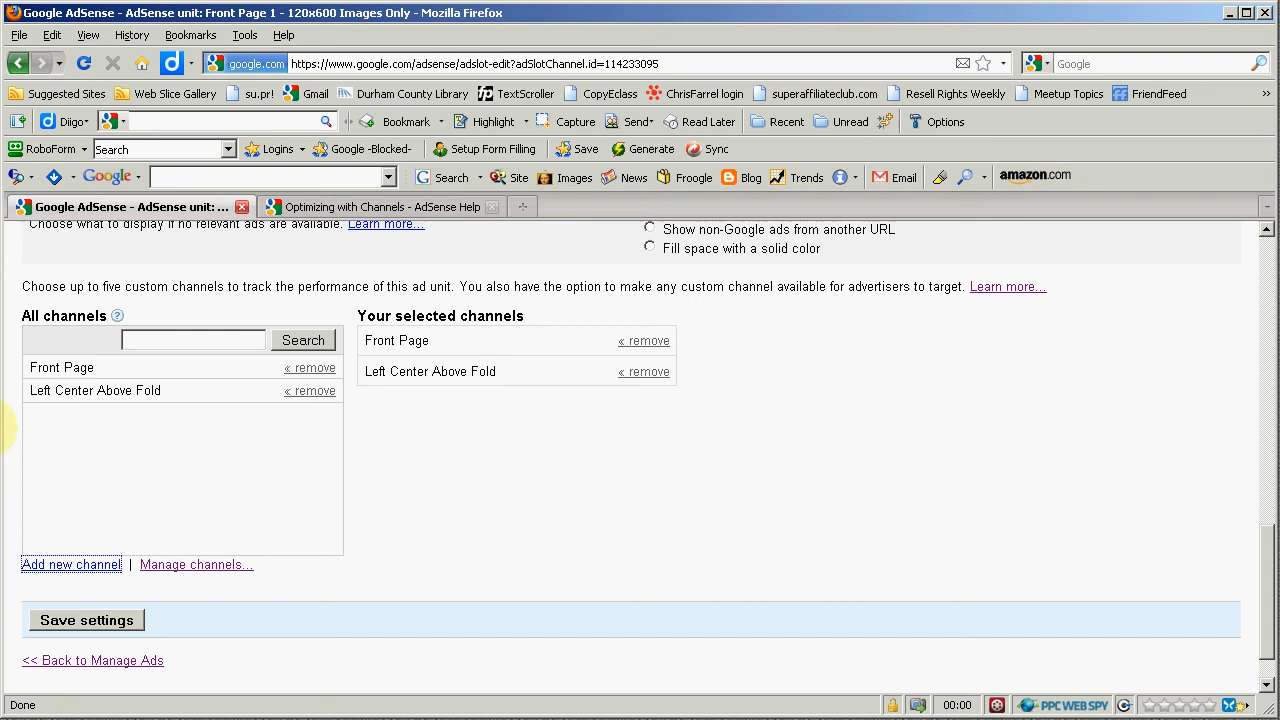 Google AdSense - AdSense unit: Front Page 1 - 120x600 Images Only - Mozilla Firefox
File Edit View History Bookmarks Tools Help
google.com https://www.google.com/adsense/adslot-edit?adSlotChannel.id=114233095 Google
Suggested Sites Web Slice Gallery su.pr! Gmail Durham County Library TextScroller CopyEclass ChrisFarrel login superaffiliateclub.com Resell Rights Weekly Meetup Topics FriendFeed »
Diigo Bookmark Highlight Capture Send Read Later Recent Unread Options
RoboForm Search Logins Google -Blocked- Setup Form Filling Save Generate Sync
Google Search Site Images News Froogle Blog Trends Email amazon.com
Google AdSense - AdSense unit: ... Optimizing with Channels - AdSense Help
Choose what to display if no relevant ads are available. Learn more...
Show non-Google ads from another URL
Fill space with a solid color
Choose up to five custom channels to track the performance of this ad unit. You also have the option to make any custom channel available for advertisers to target. Learn more...
All channels ? Your selected channels
Search
Front Page « remove
Left Center Above Fold « remove
Front Page « remove
Left Center Above Fold « remove
Add new channel | Manage channels...
Save settings
<< Back to Manage Ads
Done 00:00 PPC WEB SPY